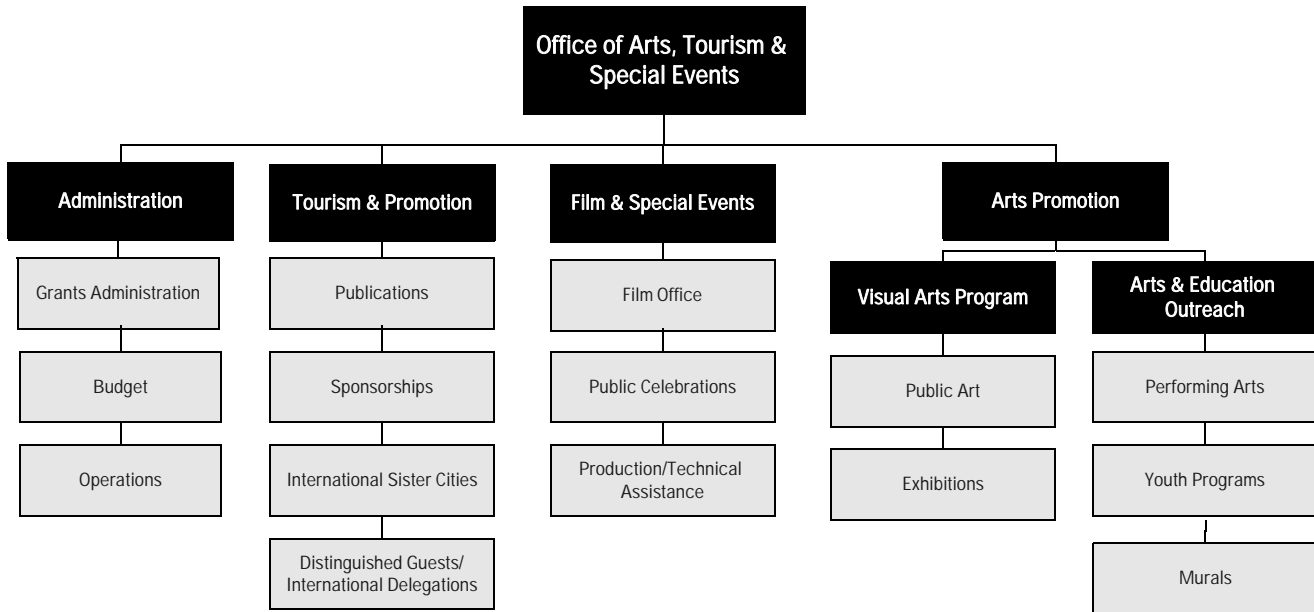 Office of Arts, Tourism &
Special Events
Administration
Tourism & Promotion
Film & Special Events
Arts Promotion
Grants Administration
Publications
Film Office
Visual Arts Program
Arts & Education
Outreach
Budget
Sponsorships
Public Celebrations
Public Art
Performing Arts
Operations
International Sister Cities
Production/Technical
Assistance
Exhibitions
Youth Programs
Distinguished Guests/
International Delegations
Murals